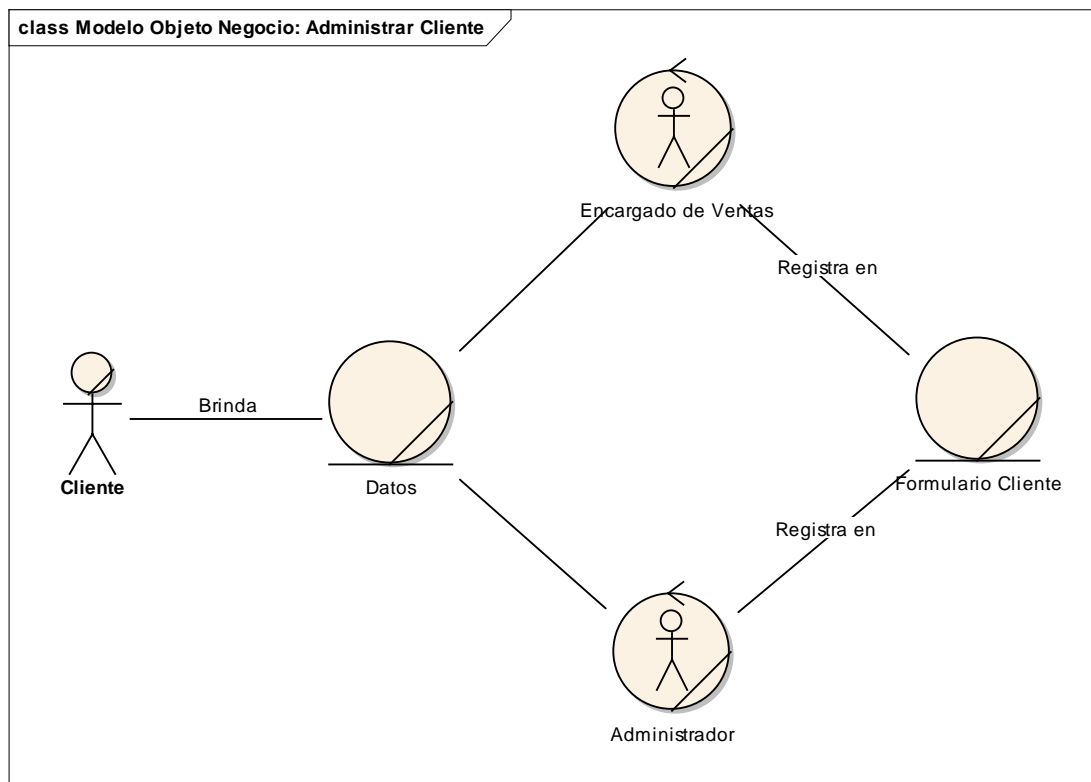 class Modelo Objeto Negocio: Administrar Cliente
Encargado de Ventas
Registra en
Brinda
Cliente
Datos
Formulario Cliente
Registra en
Administrador